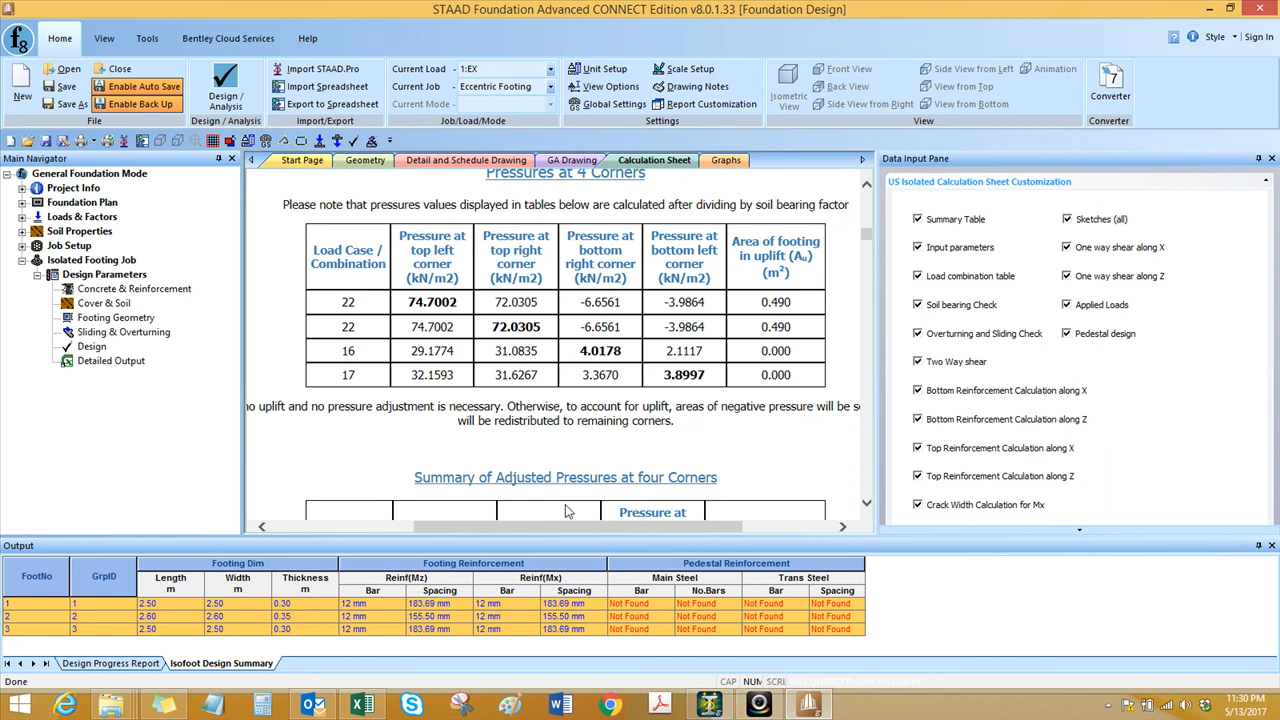 STAAD Foundation Advanced CONNECT Edition v8.0.1.33 [Foundation Design]
f8 Home View Tools Bentley Cloud Services Help Style Sign In
New Open Close Save Enable Auto Save Save As Enable Back Up
File
Design / Analysis
Design / Analysis
Import STAAD.Pro
Import Spreadsheet
Export to Spreadsheet
Import/Export
Current Load 1:EX
Current Job Eccentric Footing
Current Mode
Job/Load/Mode
Unit Setup Scale Setup
View Options Drawing Notes
Global Settings Report Customization
Settings
Isometric View
Front View Side View from Left Animation
Back View View from Top
Side View from Right View from Bottom
View
7 Converter
Converter
Main Navigator
General Foundation Mode
Project Info
Foundation Plan
Loads & Factors
Soil Properties
Job Setup
Isolated Footing Job
Design Parameters
Concrete & Reinforcement
Cover & Soil
Footing Geometry
Sliding & Overturning
Design
Detailed Output
Start Page Geometry Detail and Schedule Drawing GA Drawing Calculation Sheet Graphs
Pressures at 4 Corners
Please note that pressures values displayed in tables below are calculated after dividing by soil bearing factor
Load Case / Combination Pressure at top left corner (kN/m2) Pressure at top right corner (kN/m2) Pressure at bottom right corner (kN/m2) Pressure at bottom left corner (kN/m2) Area of footing in uplift (Au) (m2)
22 74.7002 72.0305 -6.6561 -3.9864 0.490
22 74.7002 72.0305 -6.6561 -3.9864 0.490
16 29.1774 31.0835 4.0178 2.1117 0.000
17 32.1593 31.6267 3.3670 3.8997 0.000
no uplift and no pressure adjustment is necessary. Otherwise, to account for uplift, areas of negative pressure will be
will be redistributed to remaining corners.
Summary of Adjusted Pressures at four Corners
Pressure at
Data Input Pane
US Isolated Calculation Sheet Customization
Summary Table Sketches (all)
Input parameters One way shear along X
Load combination table One way shear along Z
Soil bearing Check Applied Loads
Overturning and Sliding Check Pedestal design
Two Way shear
Bottom Reinforcement Calculation along X
Bottom Reinforcement Calculation along Z
Top Reinforcement Calculation along X
Top Reinforcement Calculation along Z
Crack Width Calculation for Mx
Output
FootNo GrpID Footing Dim Footing Reinforcement Pedestal Reinforcement
Length m Width m Thickness m Reinf(Mz) Reinf(Mx) Main Steel Trans Steel
Bar Spacing Bar Spacing Bar No.Bars Bar Spacing
1 1 2.50 2.50 0.30 12 mm 183.69 mm 12 mm 183.69 mm Not Found Not Found Not Found Not Found
2 2 2.60 2.60 0.35 12 mm 155.50 mm 12 mm 155.50 mm Not Found Not Found Not Found Not Found
3 3 2.50 2.50 0.30 12 mm 183.69 mm 12 mm 183.69 mm Not Found Not Found Not Found Not Found
Design Progress Report Isofoot Design Summary
Done CAP NUM SCRL No CONNECT Project Associated
11:30 PM
5/13/2017